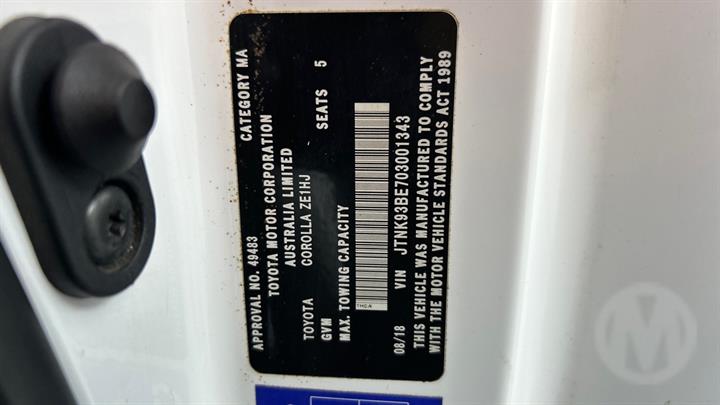 APPROVAL NO. 49483 CATEGORY MA
TOYOTA MOTOR CORPORATION
AUSTRALIA LIMITED
TOYOTA COROLLA ZE1HJ
GVM SEATS 5
MAX. TOWING CAPACITY
THCA
08/18 VIN JTNK93BE703001343
THIS VEHICLE WAS MANUFACTURED TO COMPLY
WITH THE MOTOR VEHICLE STANDARDS ACT 1989
M